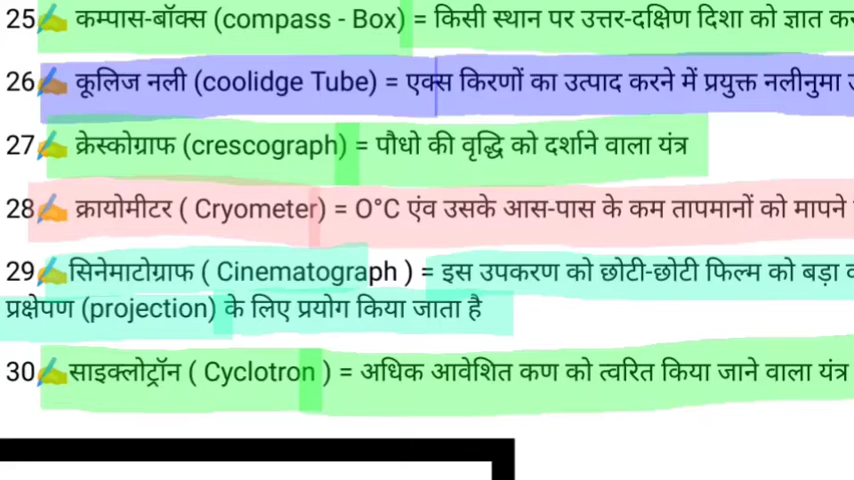 25✍ कम्पास-बॉक्स (compass - Box) = किसी स्थान पर उत्तर-दक्षिण दिशा को ज्ञात
26✍ कूलिज नली (coolidge Tube) = एक्स किरणों का उत्पाद करने में प्रयुक्त नलीनुमा
27✍ क्रेस्कोग्राफ (crescograph) = पौधो की वृद्धि को दर्शाने वाला यंत्र
28✍ क्रायोमीटर ( Cryometer) = O°C एंव उसके आस-पास के कम तापमानों को मापने
29✍सिनेमाटोग्राफ ( Cinematograph ) = इस उपकरण को छोटी-छोटी फिल्म को बड़ा
प्रक्षेपण (projection) के लिए प्रयोग किया जाता है
30✍साइक्लोट्रॉन ( Cyclotron ) = अधिक आवेशित कण को त्वरित किया जाने वाला यंत्र